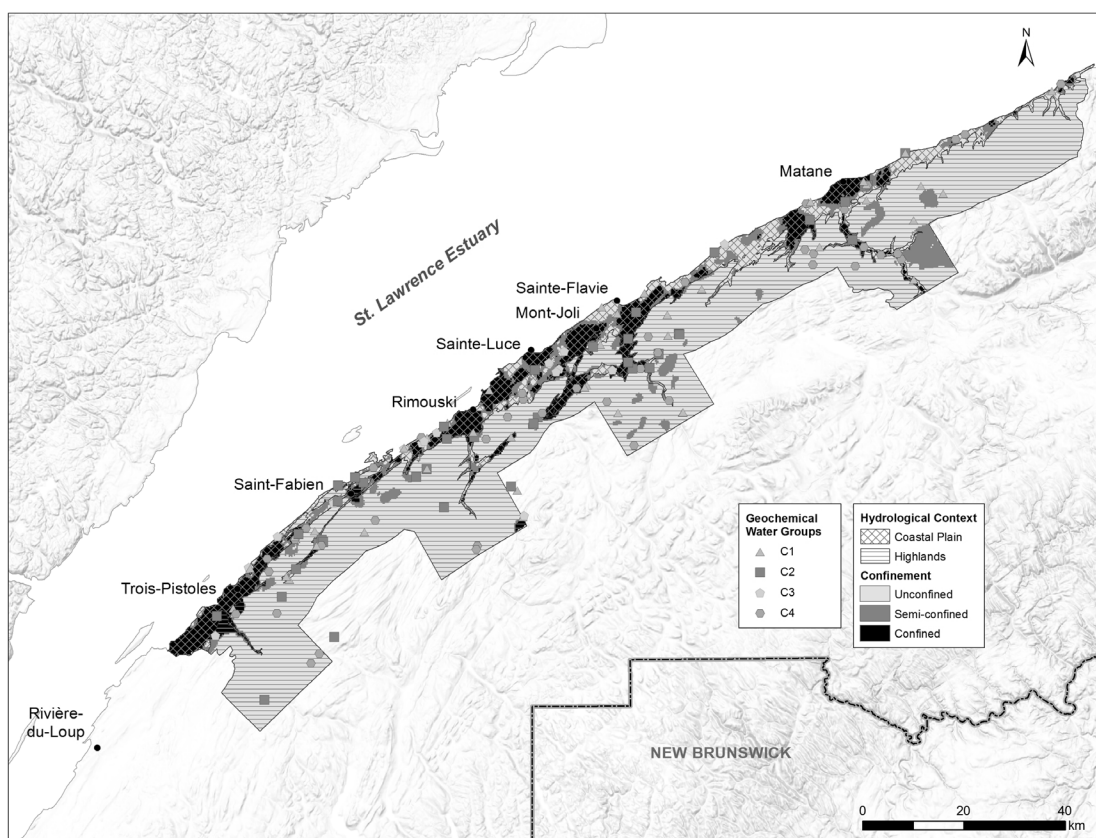 N
Matane
St. Lawrence Estuary
Sainte-Flavie
Mont-Joli
Sainte-Luce
Rimouski
Saint-Fabien
Trois-Pistoles
Rivière-
du-Loup
Geochemical
Water Groups
C1
C2
C3
C4
Hydrological Context
Coastal Plain
Highlands
Confinement
Unconfined
Semi-confined
Confined
NEW BRUNSWICK
0 20 40
km